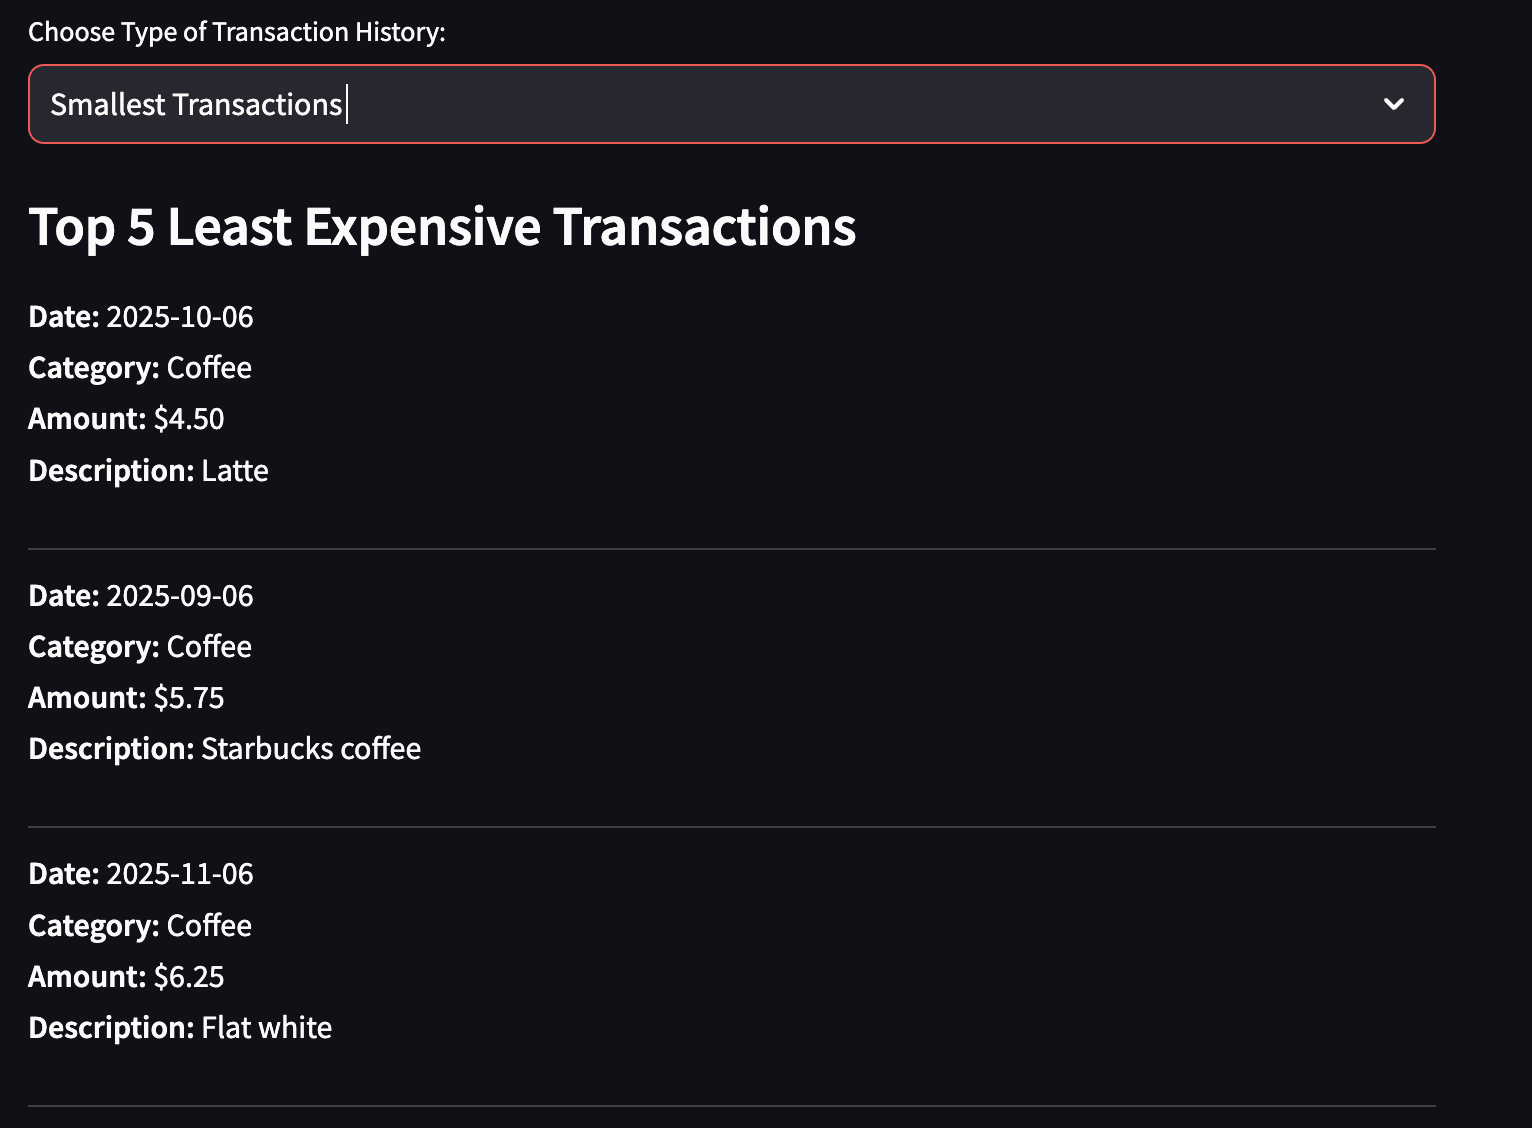 Choose Type of Transaction History:
Smallest Transactions
Top 5 Least Expensive Transactions
Date: 2025-10-06
Category: Coffee
Amount: $4.50
Description: Latte
Date: 2025-09-06
Category: Coffee
Amount: $5.75
Description: Starbucks coffee
Date: 2025-11-06
Category: Coffee
Amount: $6.25
Description: Flat white